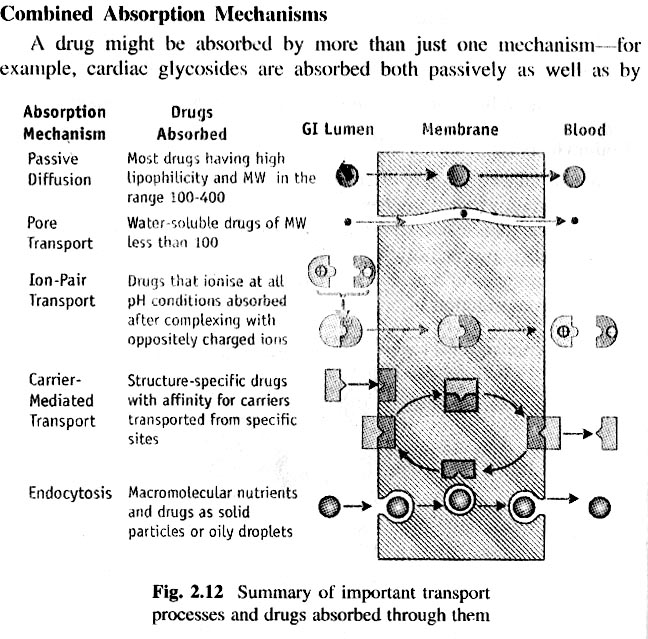 Combined Absorption Mechanisms
A drug might be absorbed by more than just one mechanism—for
example, cardiac glycosides are absorbed both passively as well as by
Absorption Mechanism
Drugs Absorbed
GI Lumen
Membrane
Blood
Passive Diffusion
Most drugs having high
lipophilicity and MW in the
range 100-400
Pore Transport
Water-soluble drugs of MW
less than 100
Ion-Pair Transport
Drugs that ionise at all
pH conditions absorbed
after complexing with
oppositely charged ions
Carrier-
Mediated
Transport
Structure-specific drugs
with affinity for carriers
transported from specific
sites
Endocytosis
Macromolecular nutrients
and drugs as solid
particles or oily droplets
Fig. 2.12 Summary of important transport
processes and drugs absorbed through them